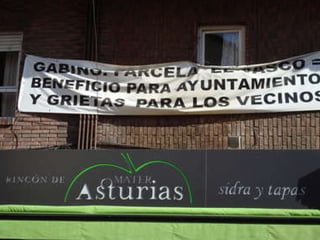 GABINO: PARCELA "EL VASCO =
BENEFICIO PARA AYUNTAMIENTO
Y GRIETAS PARA LOS VECINOS
RINCÓN DE
MATER
Asturias
sidra y tapas